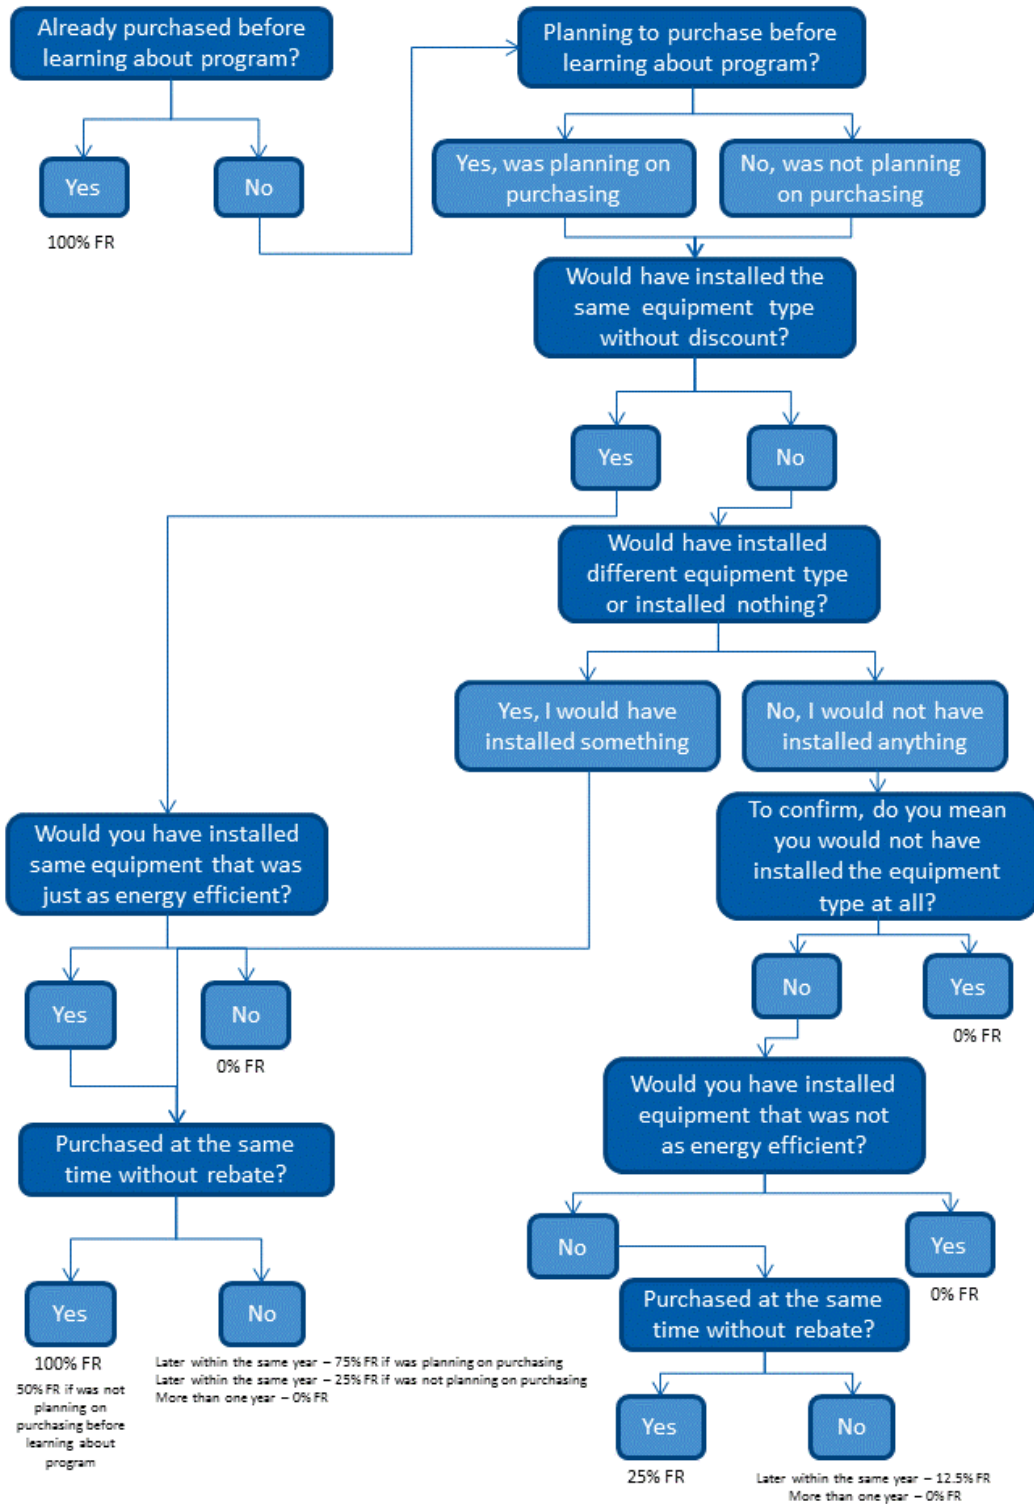 Already purchased before
learning about program?
Planning to purchase before
learning about program?
Yes
No
100% FR
Yes, was planning on
purchasing
No, was not planning
on purchasing
Would have installed the
same equipment type
without discount?
Yes
No
Would have installed
different equipment type
or installed nothing?
Yes, I would have
installed something
No, I would not have
installed anything
Would you have installed
same equipment that was
just as energy efficient?
To confirm, do you mean
you would not have
installed the equipment
type at all?
Yes
No
0% FR
No
Yes
0% FR
Would you have installed
equipment that was not
as energy efficient?
Purchased at the same
time without rebate?
No
Yes
0% FR
Yes
No
100% FR
50% FR if was not
planning on
purchasing before
learning about
program
Later within the same year – 75% FR if was planning on purchasing
Later within the same year – 25% FR if was not planning on purchasing
More than one year – 0% FR
Purchased at the same
time without rebate?
Yes
No
25% FR
Later within the same year – 12.5% FR
More than one year – 0% FR